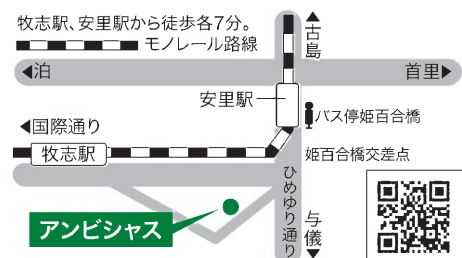 牧志駅、安里駅から徒歩各7分。
モノレール路線
▲古島
◀泊
首里▶
安里駅
バス停姫百合橋
◀国際通り
牧志駅
姫百合橋交差点
ひめゆり通り
アンビシャス
与儀▼